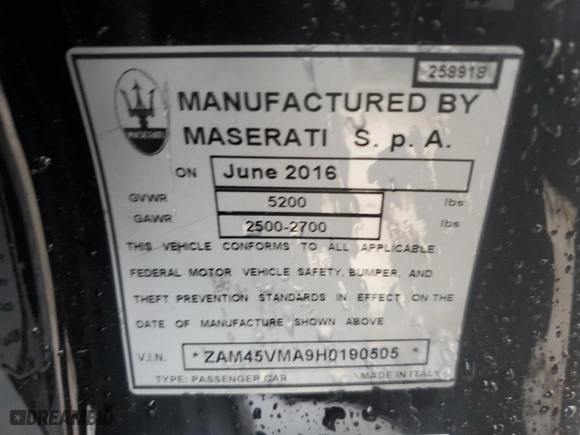 258918
MASERATI
MANUFACTURED BY
MASERATI S. p. A.
ON June 2016
GVWR 5200 lbs
GAWR 2500-2700 lbs
THIS VEHICLE CONFORMS TO ALL APPLICABLE
FEDERAL MOTOR VEHICLE SAFETY, BUMPER, AND
THEFT PREVENTION STANDARDS IN EFFECT ON THE
DATE OF MANUFACTURE SHOWN ABOVE
V.I.N. * ZAM45VMA9H0190505 *
TYPE: PASSENGER CAR MADE IN ITALY
DREAMBID